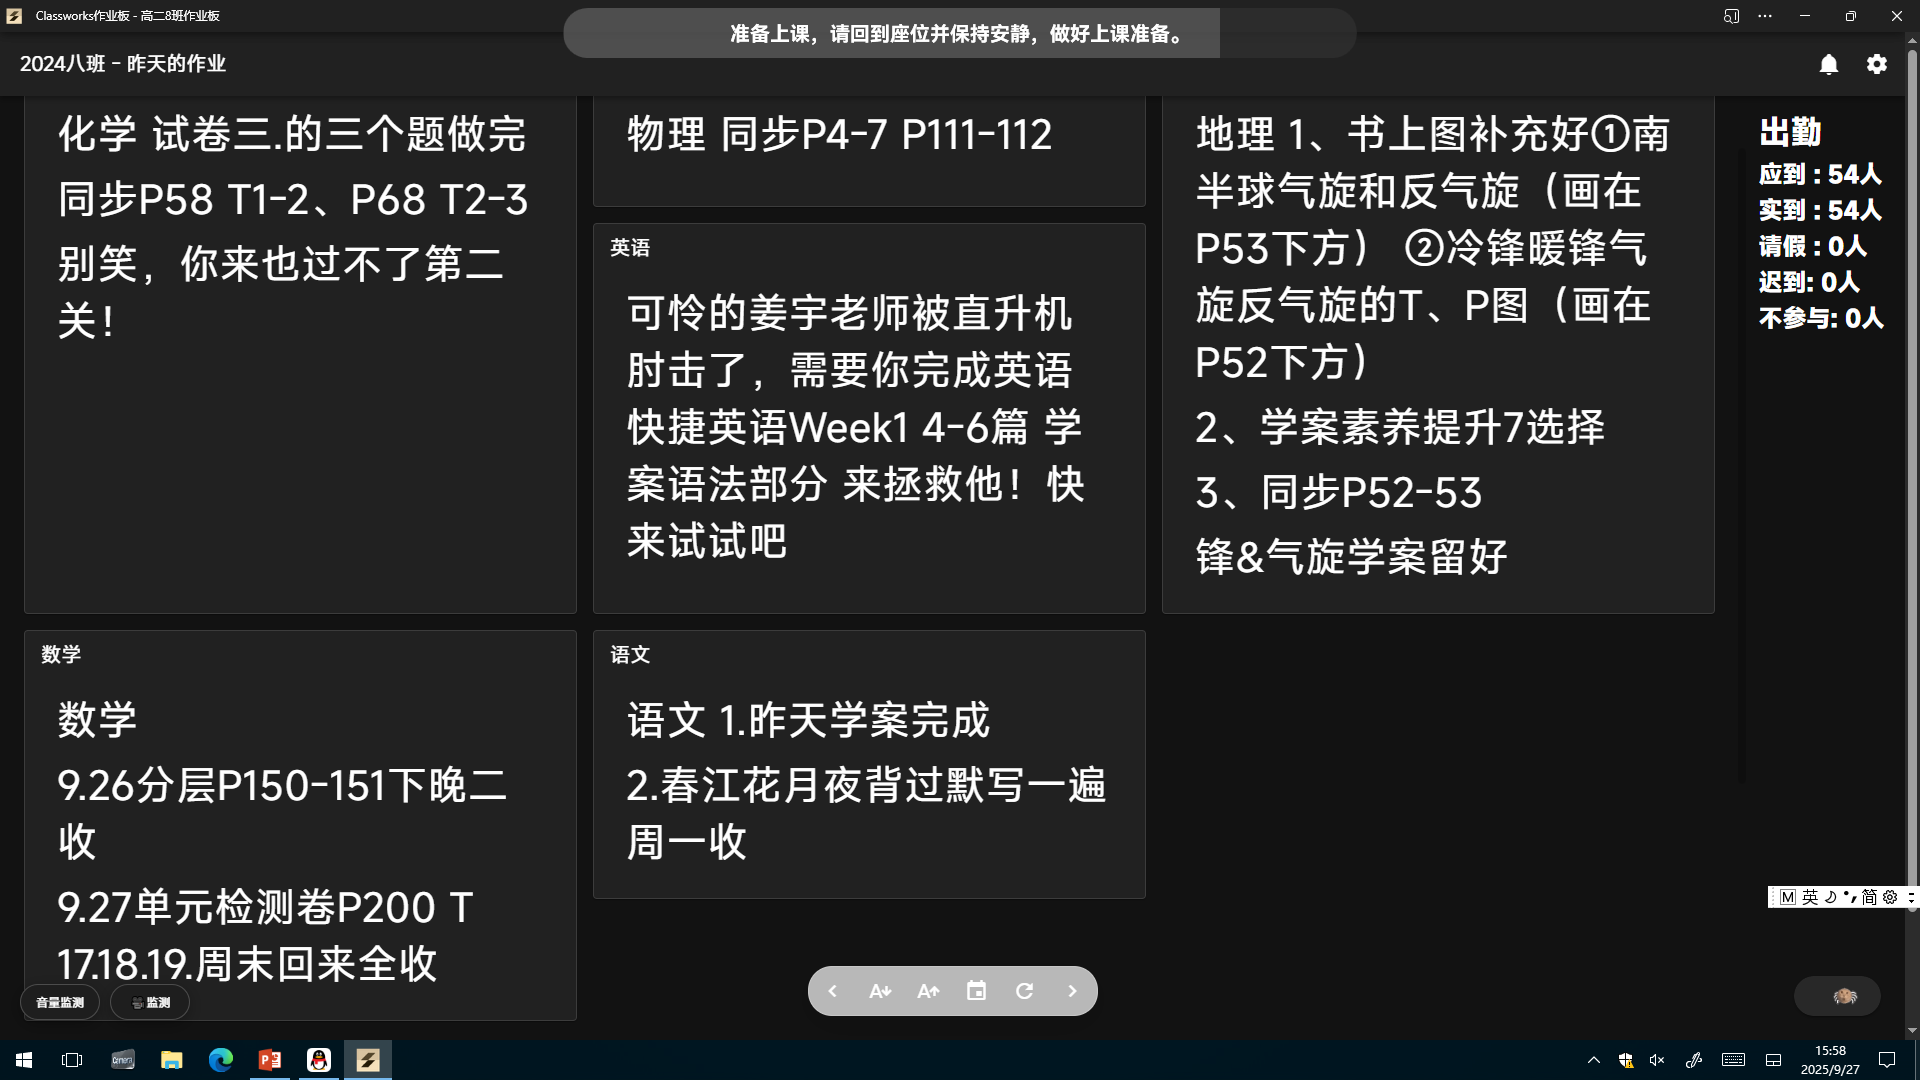 Classworks作业板 - 高二8班作业板
准备上课，请回到座位并保持安静，做好上课准备。
2024八班 - 昨天的作业
化学 试卷三.的三个题做完
同步P58 T1-2、P68 T2-3
别笑，你来也过不了第二
关！
物理 同步P4-7 P111-112
英语
可怜的姜宇老师被直升机
肘击了，需要你完成英语
快捷英语Week1 4-6篇 学
案语法部分 来拯救他！快
来试试吧
地理 1、书上图补充好①南
半球气旋和反气旋（画在
P53下方） ②冷锋暖锋气
旋反气旋的T、P图（画在
P52下方）
2、学案素养提升7选择
3、同步P52-53
锋&气旋学案留好
出勤
应到 : 54人
实到 : 54人
请假 : 0人
迟到: 0人
不参与: 0人
数学
数学
9.26分层P150-151下晚二
收
9.27单元检测卷P200 T
17.18.19.周末回来全收
语文
语文 1.昨天学案完成
2.春江花月夜背过默写一遍
周一收
音量监测
监测
M 英 简
15:58
2025/9/27